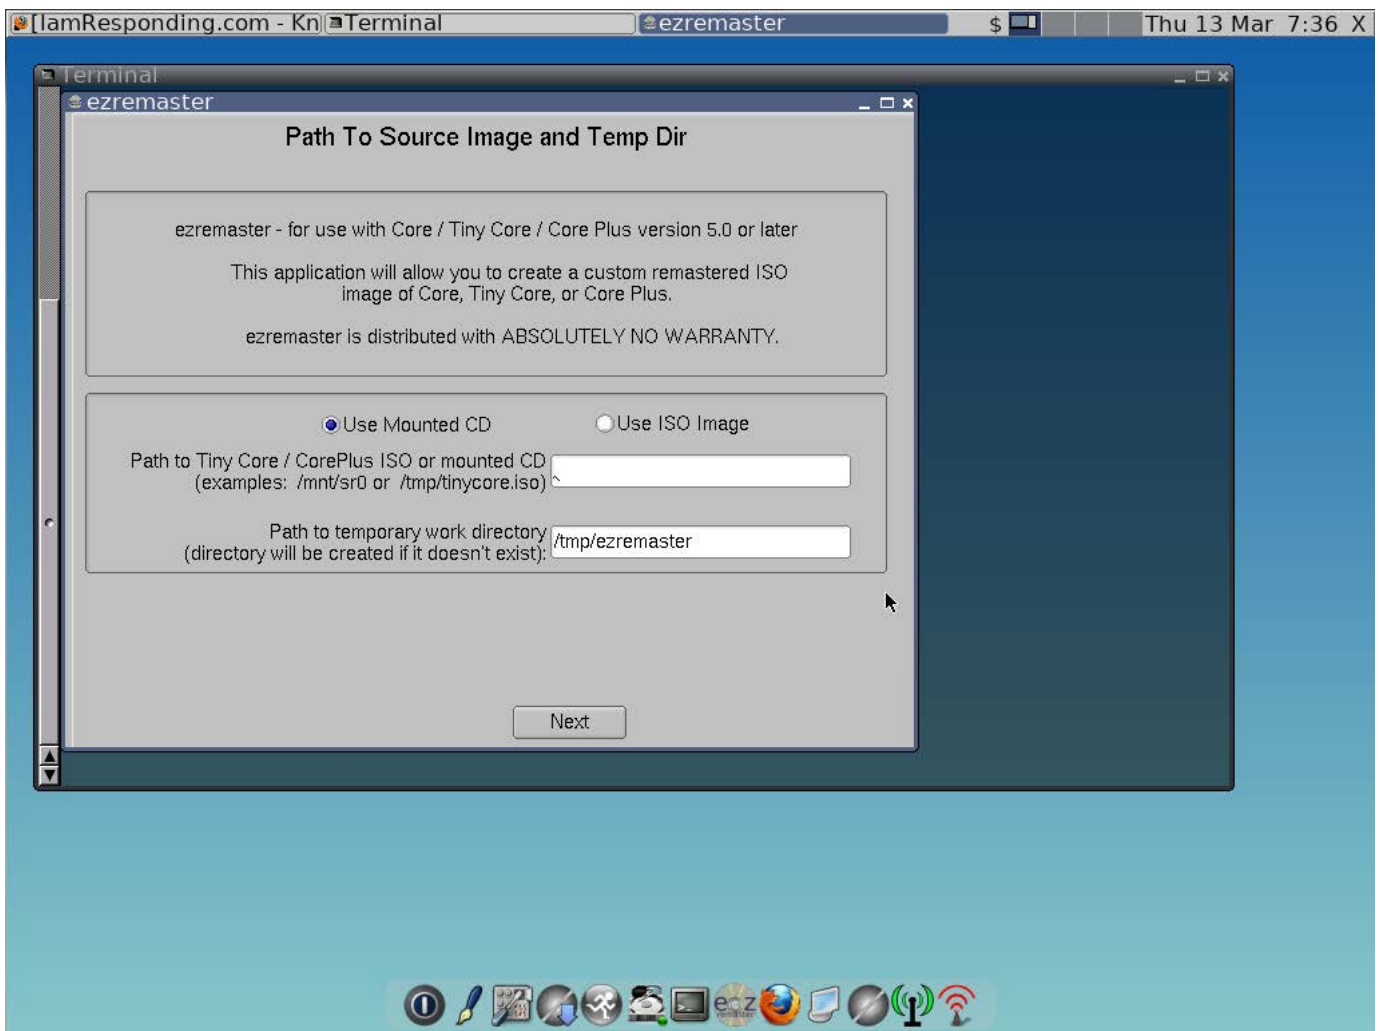 [IamResponding.com - Kn
Terminal
ezremaster
$
Thu 13 Mar 7:36 X
Terminal
ezremaster
Path To Source Image and Temp Dir
ezremaster - for use with Core / Tiny Core / Core Plus version 5.0 or later
This application will allow you to create a custom remastered ISO
image of Core, Tiny Core, or Core Plus.
ezremaster is distributed with ABSOLUTELY NO WARRANTY.
Use Mounted CD
Use ISO Image
Path to Tiny Core / CorePlus ISO or mounted CD
(examples: /mnt/sr0 or /tmp/tinycore.iso)
Path to temporary work directory
(directory will be created if it doesn't exist):
/tmp/ezremaster
Next